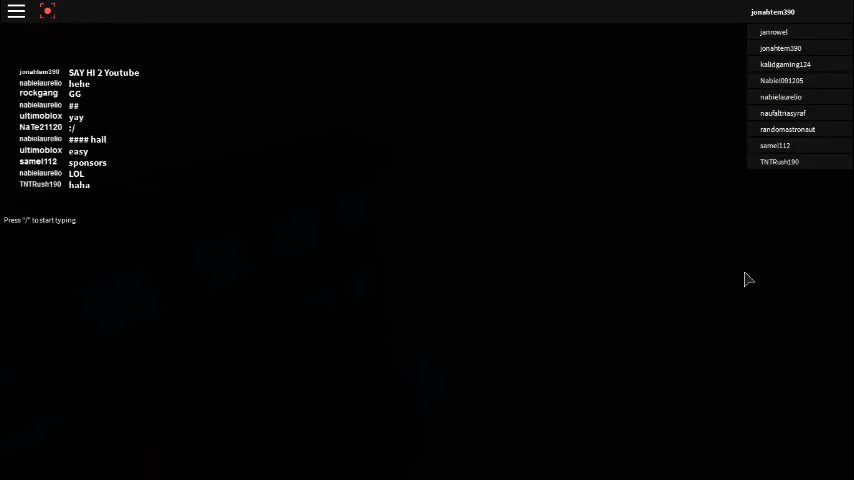 jonahtem390
janrowel
jonahtem390
kalidgaming124
Nabiel091205
nabielaurelio
naufaltriasyraf
randomastronaut
samel112
TNTRush190
jonahtem390 SAY HI 2 Youtube
nabielaurelio hehe
rockgang GG
nabielaurelio ##
ultimoblox yay
NaTe21120 :/
nabielaurelio #### hail
ultimoblox easy
samel112 sponsors
nabielaurelio LOL
TNTRush190 haha
Press "/" to start typing